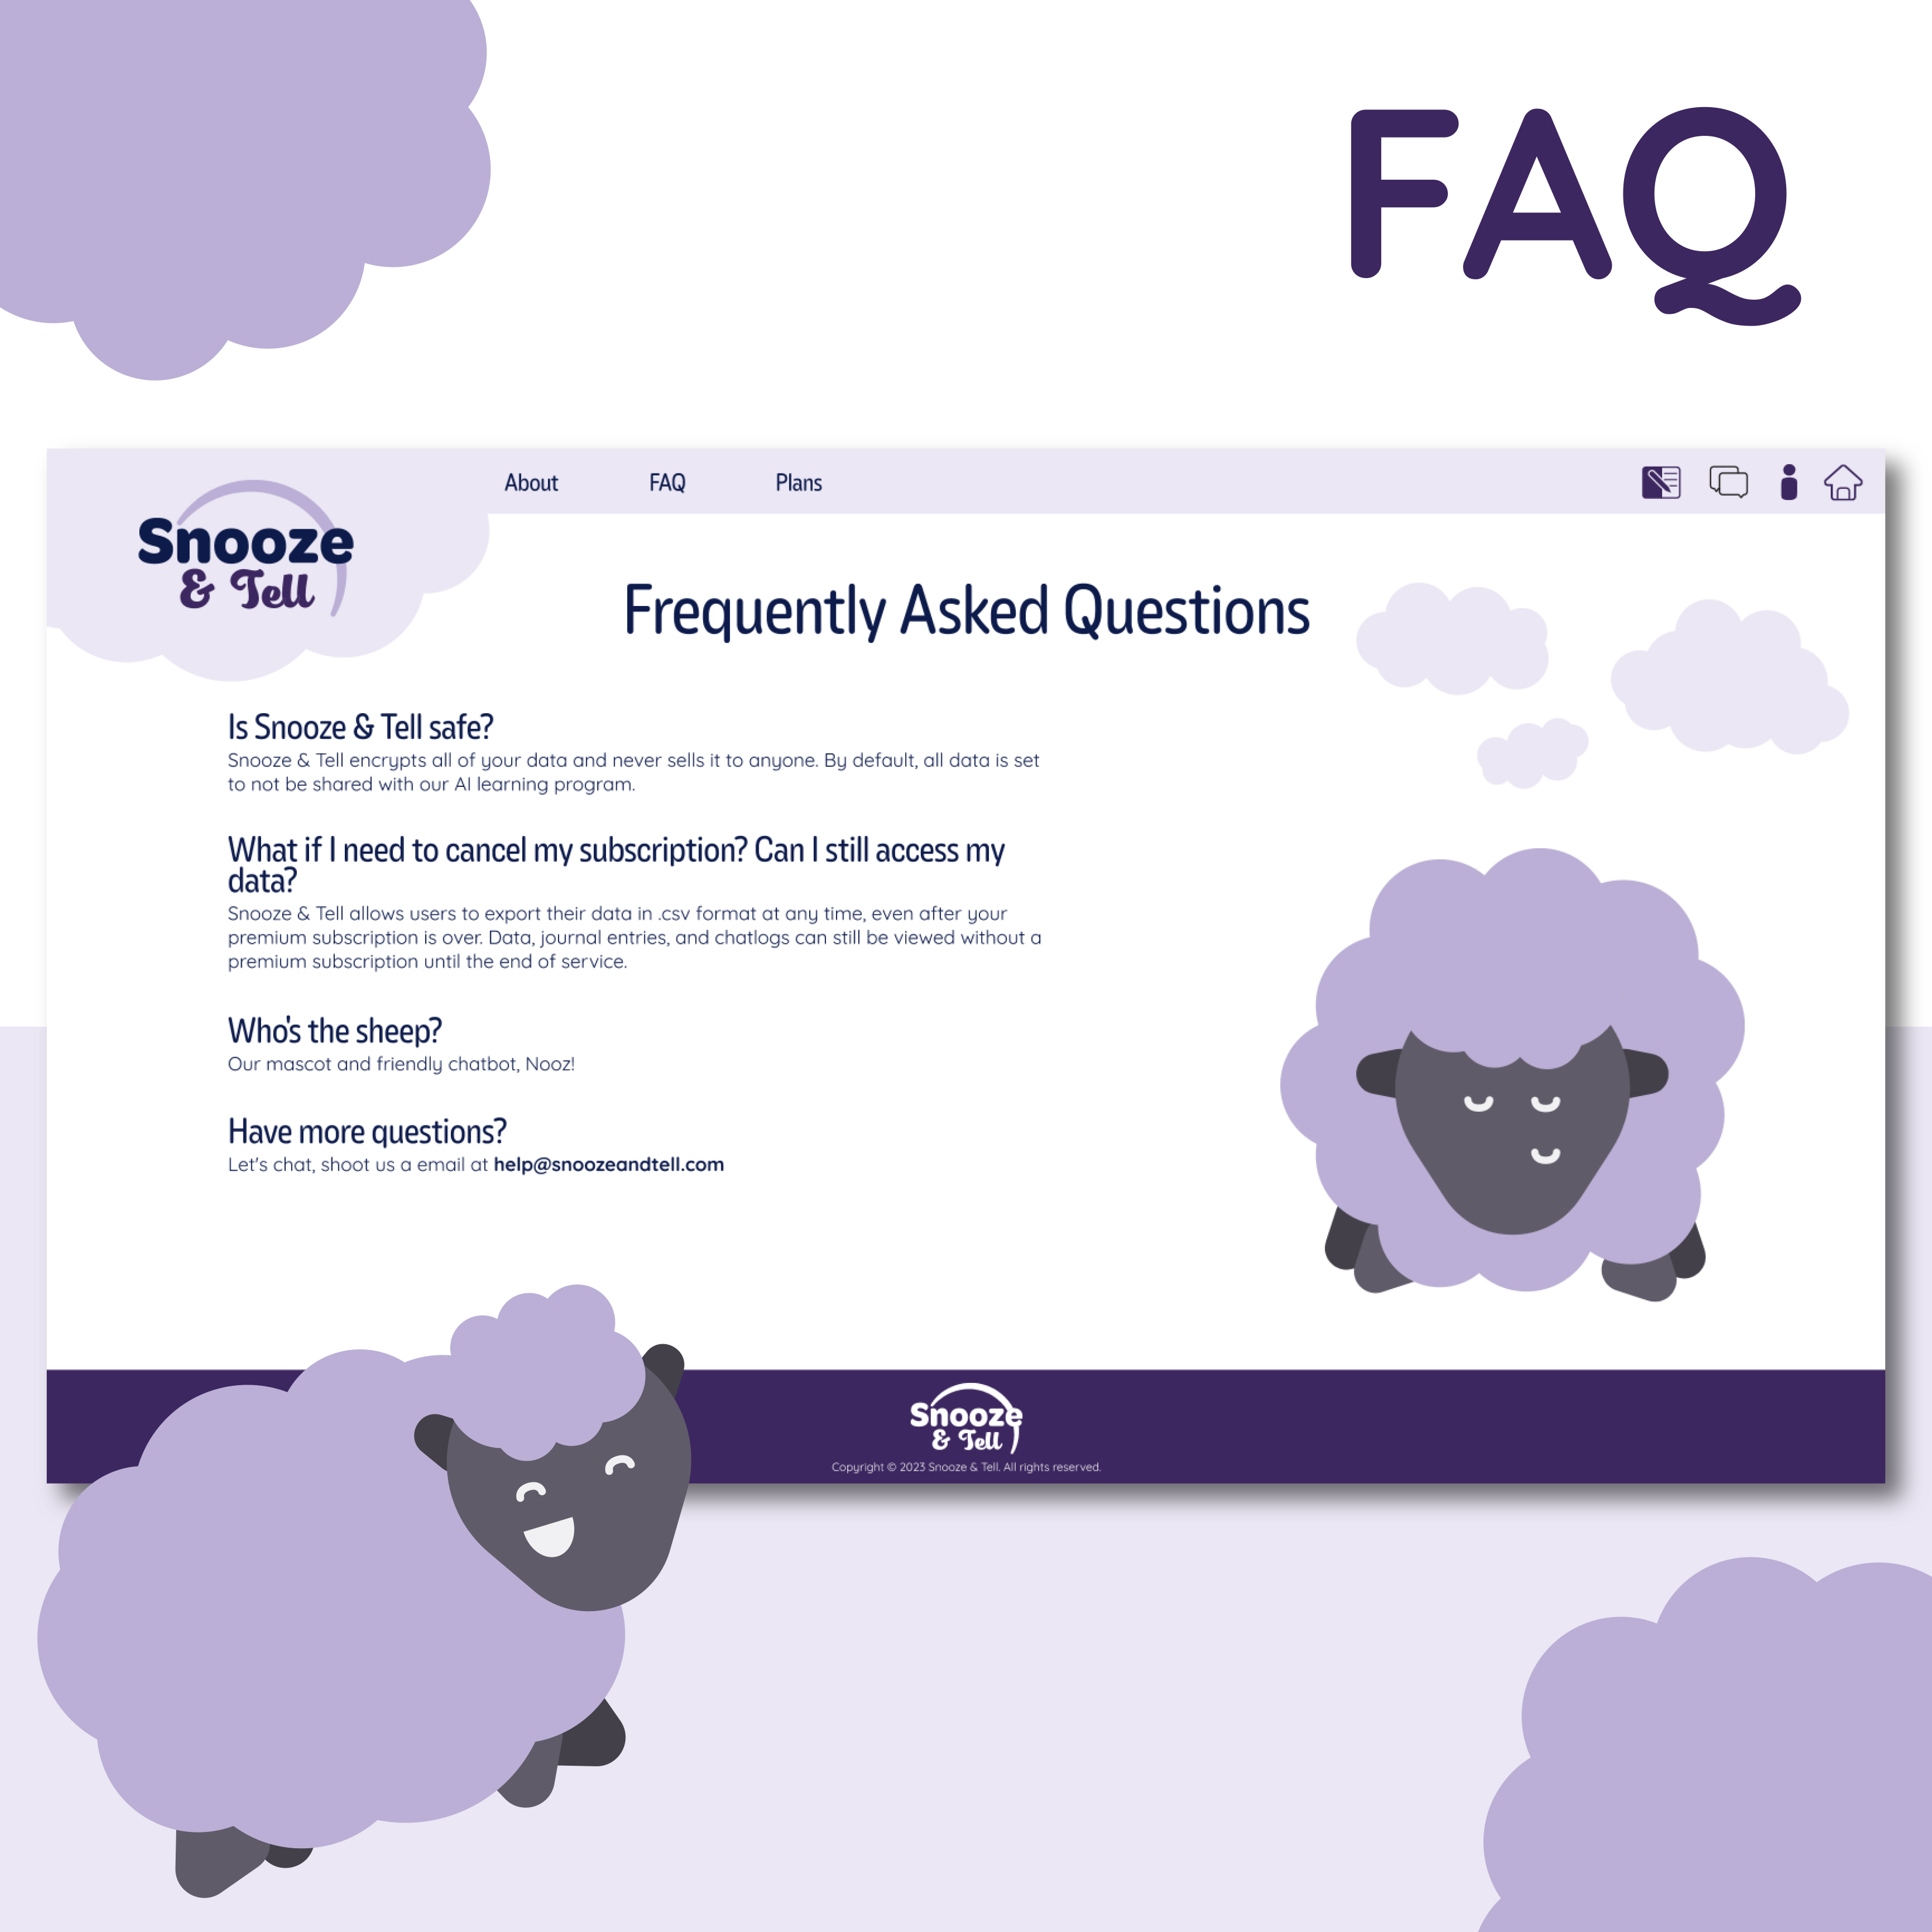 FAQ
Snooze
& Tell
About FAQ Plans
Frequently Asked Questions
Is Snooze & Tell safe?
Snooze & Tell encrypts all of your data and never sells it to anyone. By default, all data is set
to not be shared with our AI learning program.
What if I need to cancel my subscription? Can I still access my
data?
Snooze & Tell allows users to export their data in .csv format at any time, even after your
premium subscription is over. Data, journal entries, and chatlogs can still be viewed without a
premium subscription until the end of service.
Who's the sheep?
Our mascot and friendly chatbot, Nooz!
Have more questions?
Let's chat, shoot us a email at help@snoozeandtell.com
Snooze
& Tell
Copyright © 2023 Snooze & Tell. All rights reserved.